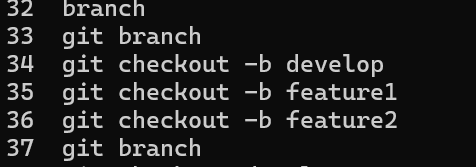 32 branch
33 git branch
34 git checkout -b develop
35 git checkout -b feature1
36 git checkout -b feature2
37 git branch